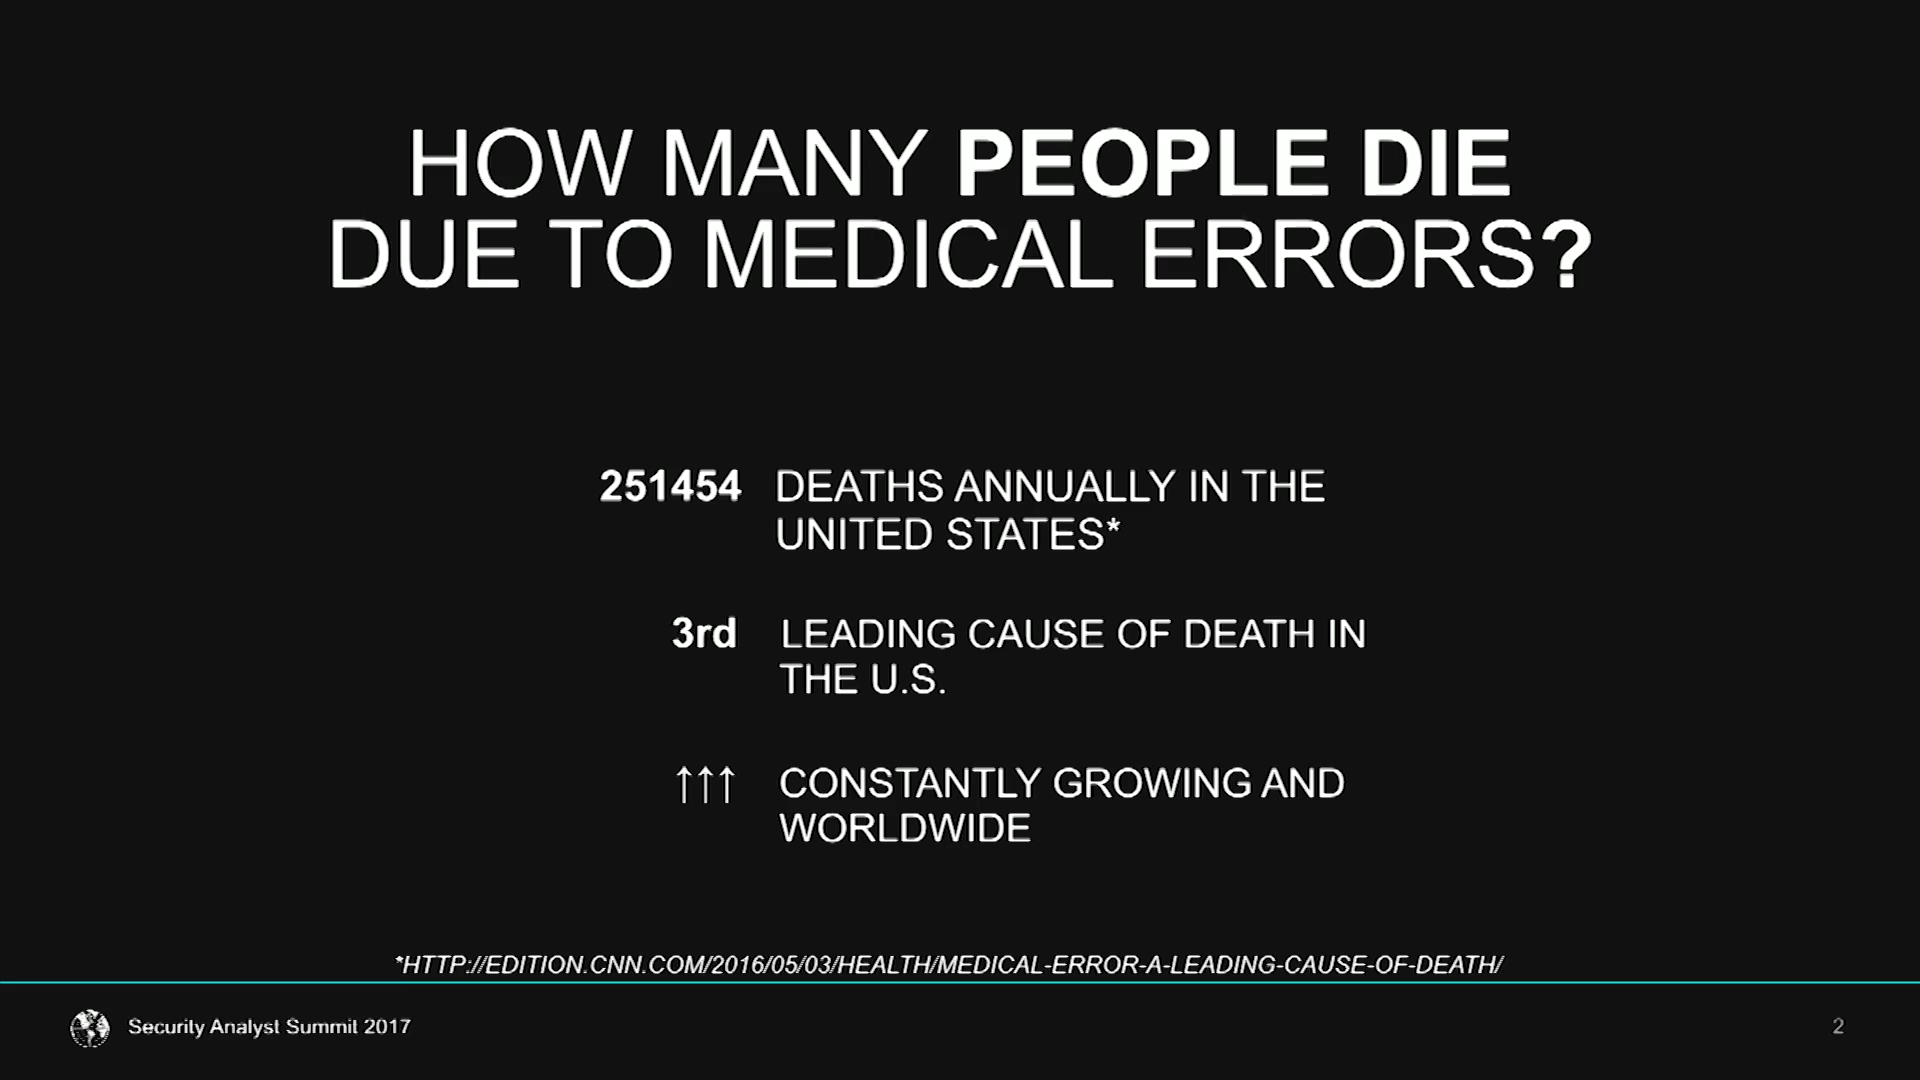 HOW MANY PEOPLE DIE
DUE TO MEDICAL ERRORS?
251454 DEATHS ANNUALLY IN THE
UNITED STATES*
3rd LEADING CAUSE OF DEATH IN
THE U.S.
↑↑↑ CONSTANTLY GROWING AND
WORLDWIDE
*HTTP://EDITION.CNN.COM/2016/05/03/HEALTH/MEDICAL-ERROR-A-LEADING-CAUSE-OF-DEATH/
Security Analyst Summit 2017
2